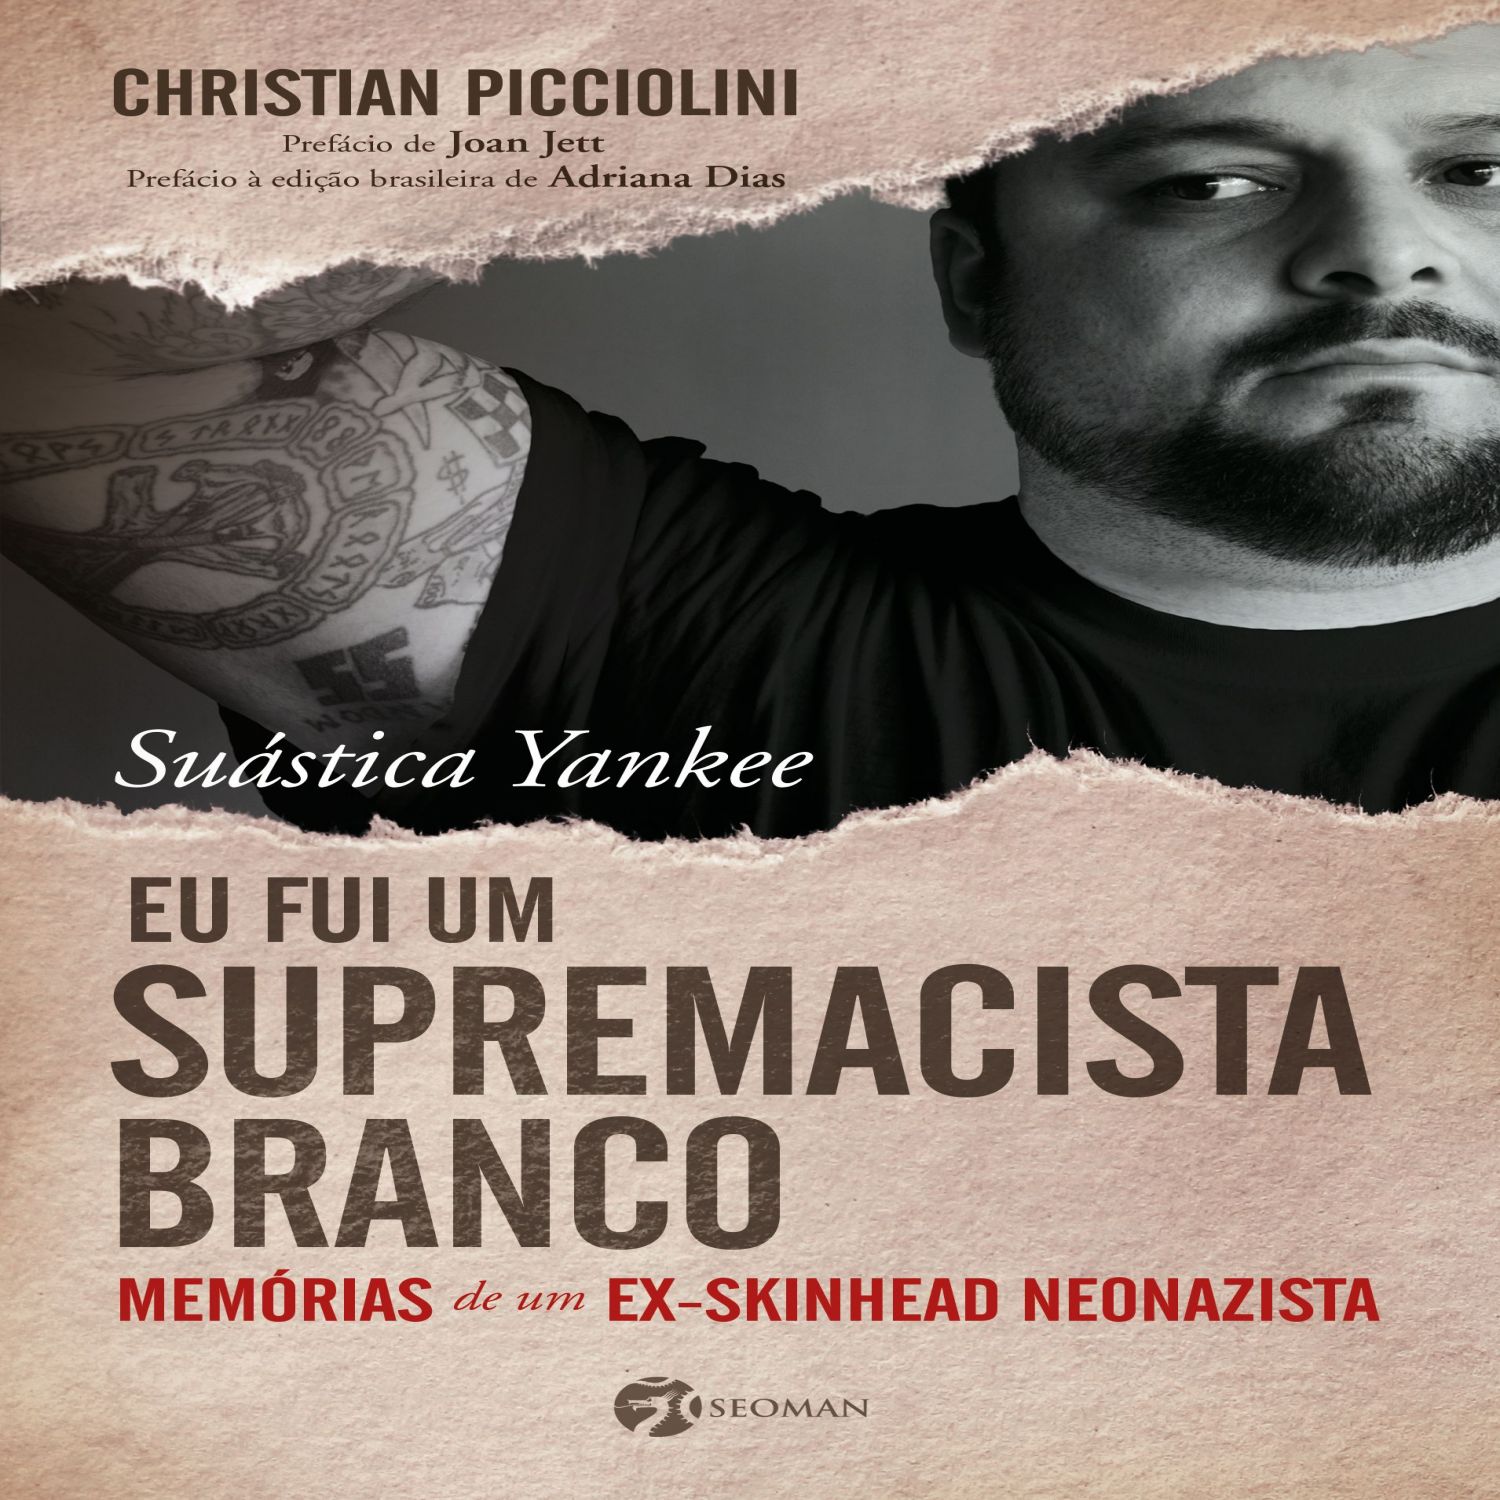 CHRISTIAN PICCIOLINI
Prefácio de Joan Jett
Prefácio à edição brasileira de Adriana Dias
Suástica Yankee
EU FUI UM
SUPREMACISTA
BRANCO
MEMÓRIAS de um EX-SKINHEAD NEONAZISTA
SEOMAN